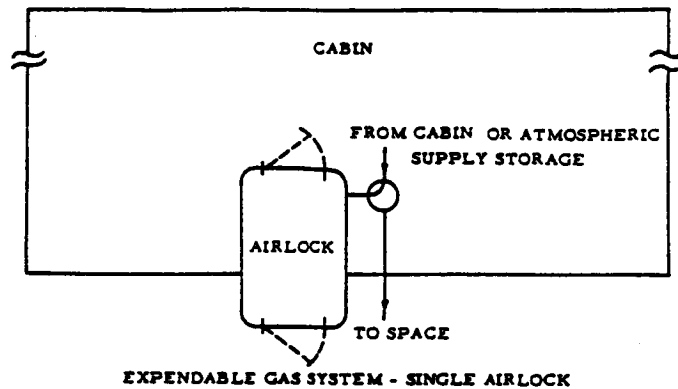 CABIN
FROM CABIN OR ATMOSPHERIC
SUPPLY STORAGE
AIRLOCK
TO SPACE
EXPENDABLE GAS SYSTEM - SINGLE AIRLOCK